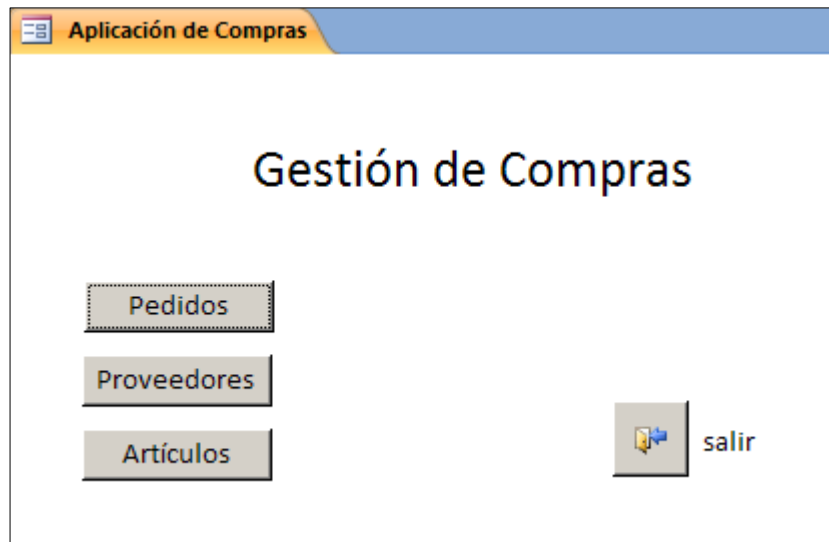 Aplicación de Compras
Gestión de Compras
Pedidos
Proveedores
Artículos
salir